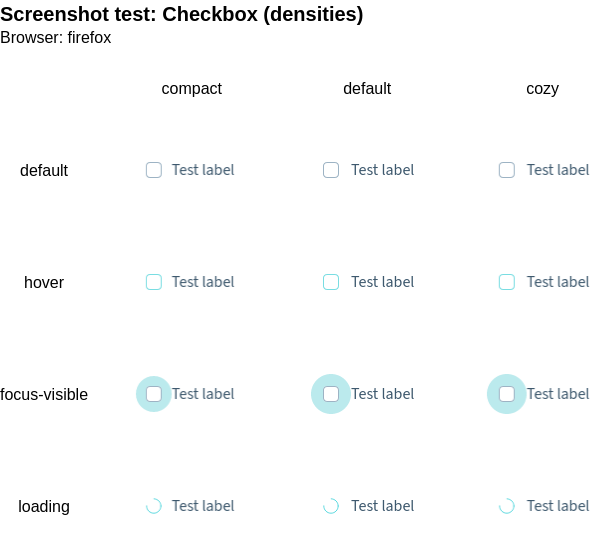 Screenshot test: Checkbox (densities)
Browser: firefox
compact default cozy
default Test label Test label Test label
hover Test label Test label Test label
focus-visible Test label Test label Test label
loading Test label Test label Test label